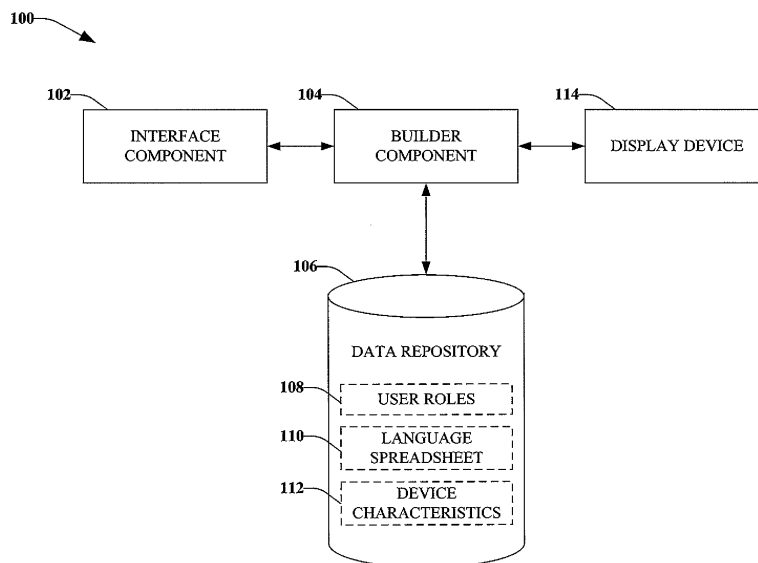 100
102
104
114
INTERFACE
COMPONENT
BUILDER
COMPONENT
DISPLAY DEVICE
106
DATA REPOSITORY
108
USER ROLES
110
LANGUAGE
SPREADSHEET
112
DEVICE
CHARACTERISTICS